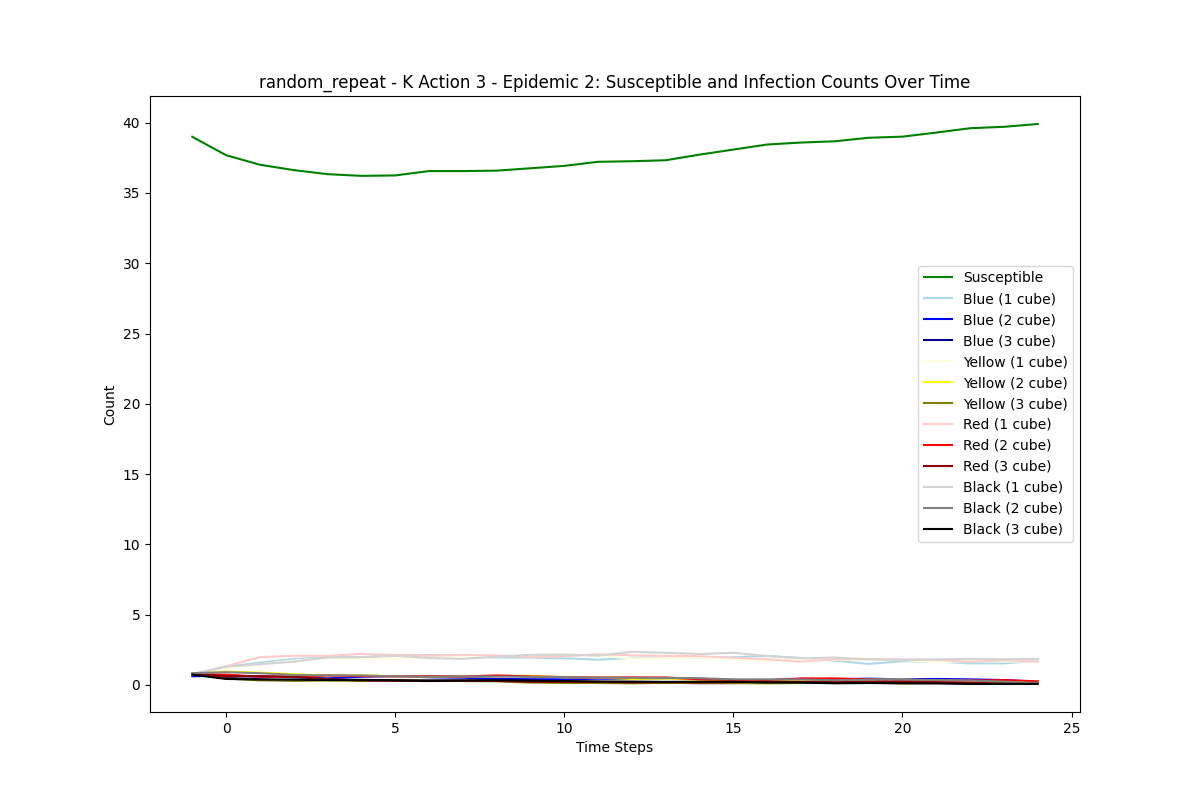 random_repeat - K Action 3 - Epidemic 2: Susceptible and Infection Counts Over Time
40
35
30
25
20
15
10
5
0
Count
Susceptible
Blue (1 cube)
Blue (2 cube)
Blue (3 cube)
Yellow (1 cube)
Yellow (2 cube)
Yellow (3 cube)
Red (1 cube)
Red (2 cube)
Red (3 cube)
Black (1 cube)
Black (2 cube)
Black (3 cube)
0 5 10 15 20 25
Time Steps